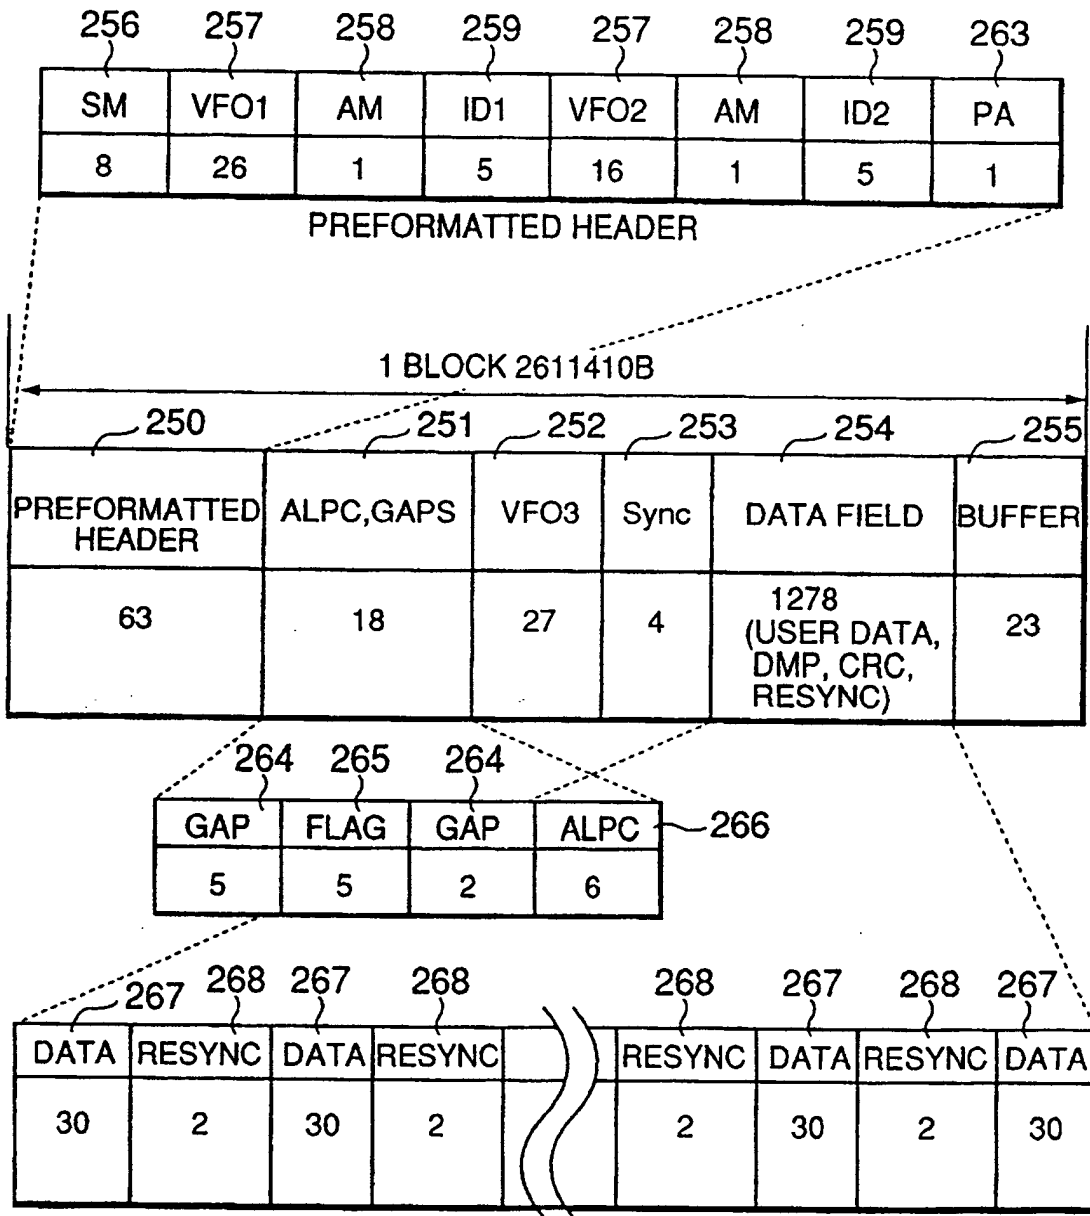 256 257 258 259 257 258 259 263
SM VFO1 AM ID1 VFO2 AM ID2 PA
8 26 1 5 16 1 5 1
PREFORMATTED HEADER
1 BLOCK 2611410B
250 251 252 253 254 255
PREFORMATTED HEADER ALPC,GAPS VFO3 Sync DATA FIELD BUFFER
63 18 27 4 1278 (USER DATA, DMP, CRC, RESYNC) 23
264 265 264
GAP FLAG GAP ALPC 266
5 5 2 6
267 268 267 268 268 267 268 267
DATA RESYNC DATA RESYNC RESYNC DATA RESYNC DATA
30 2 30 2 2 30 2 30